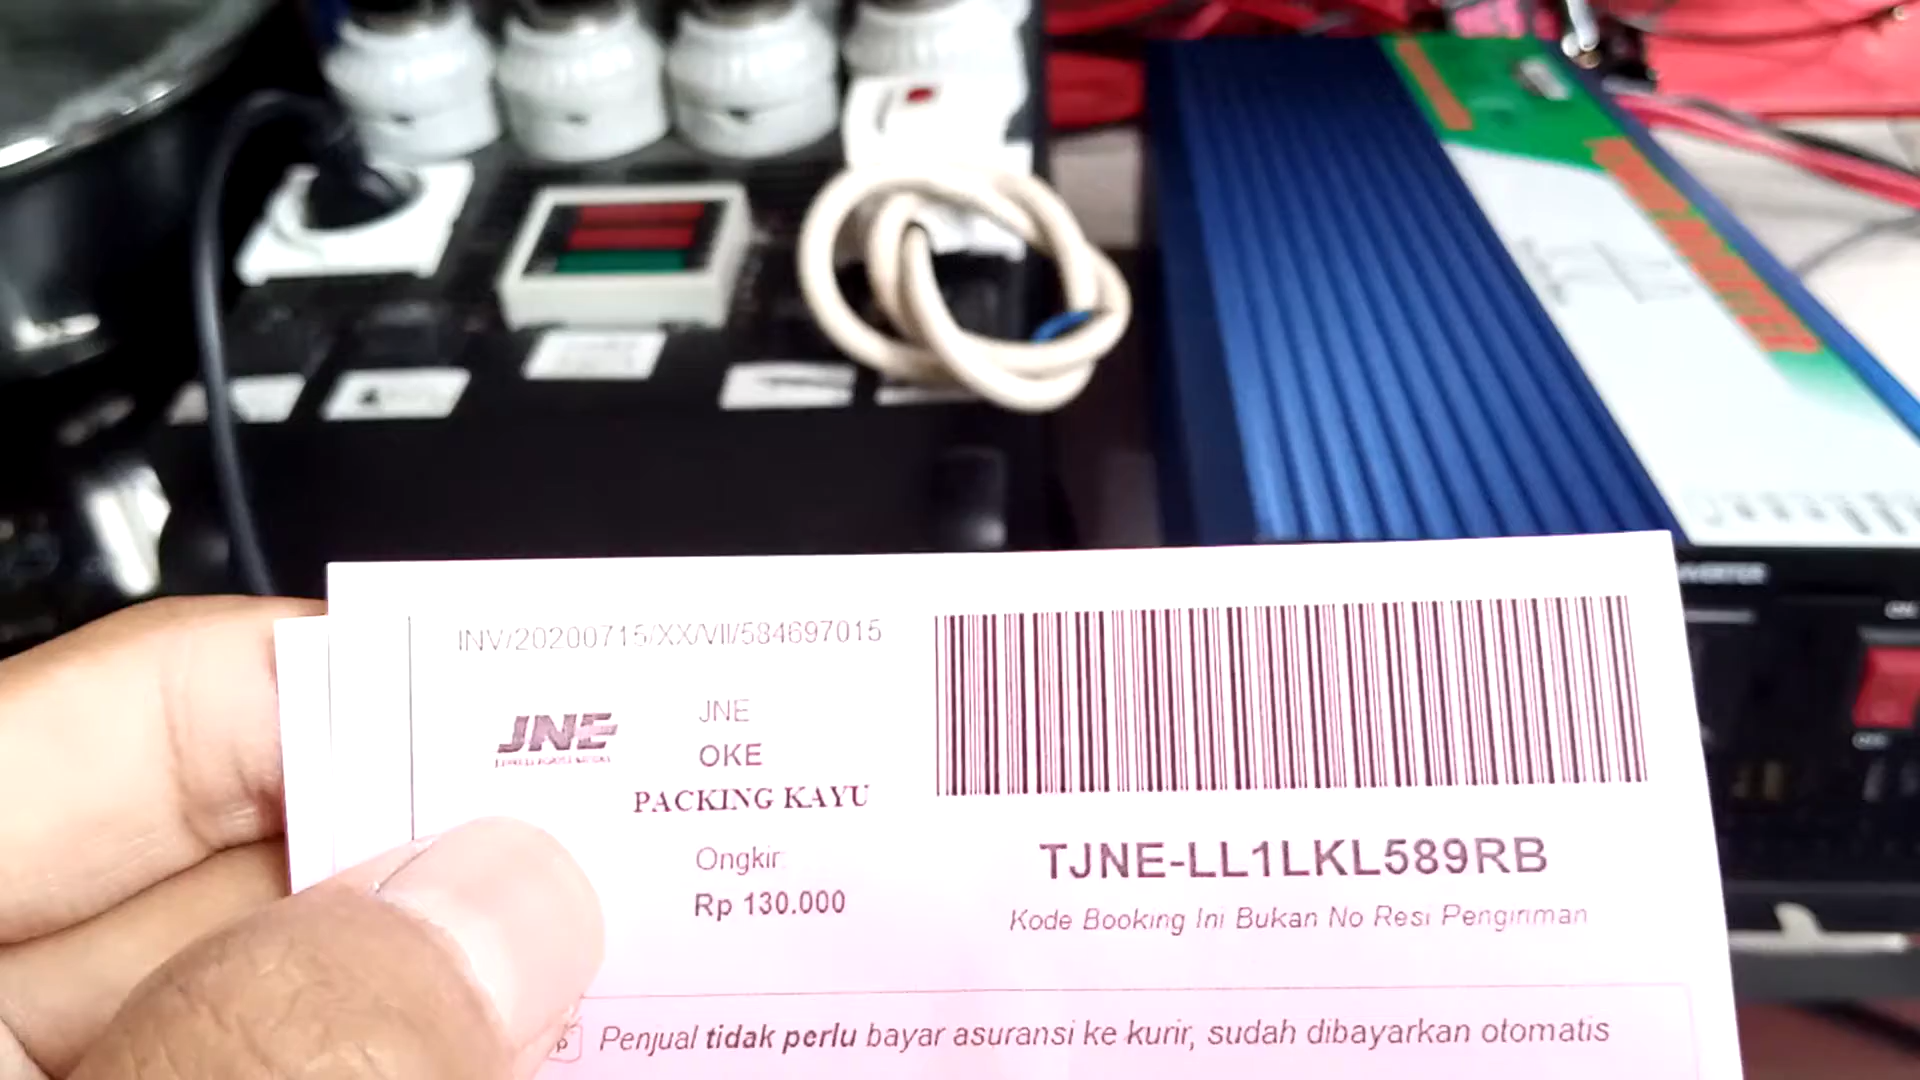 INV/20200715/XX/VII/584697015
JNE
JNE
OKE
PACKING KAYU
Ongkir:
Rp 130.000
TJNE-LL1LKL589RB
Kode Booking Ini Bukan No Resi Pengiriman
Penjual tidak perlu bayar asuransi ke kurir, sudah dibayarkan otomatis